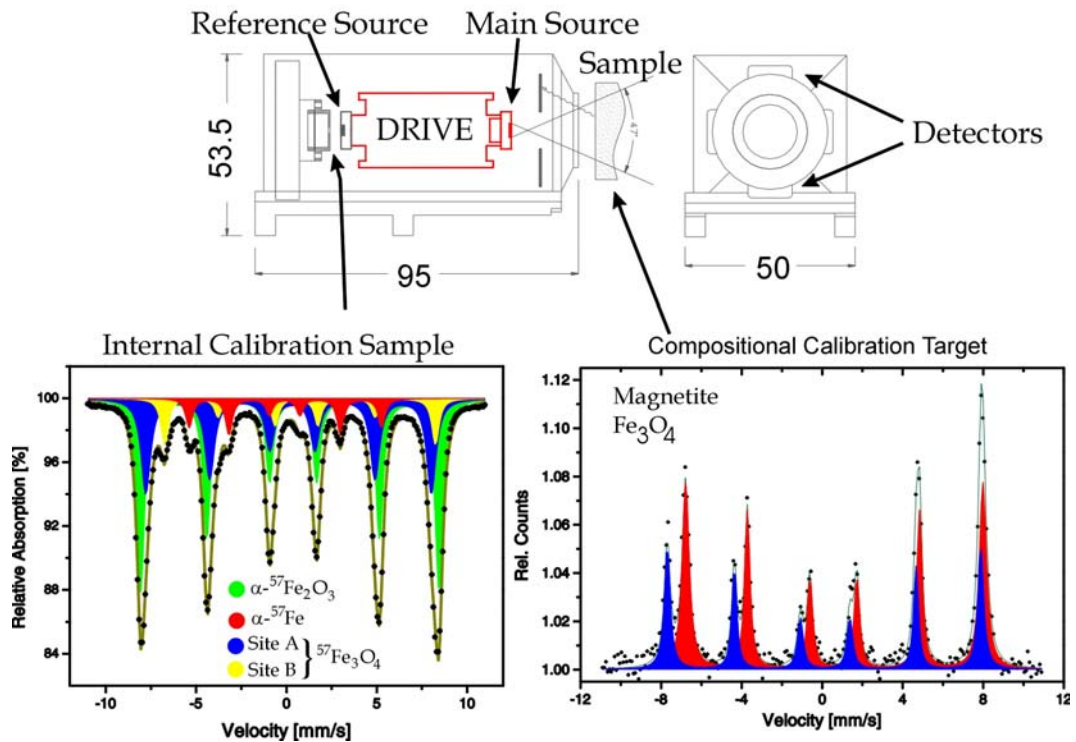 Reference Source
Main Source
Sample
DRIVE
47°
Detectors
53.5
95
50
Internal Calibration Sample
Compositional Calibration Target
100
96
92
88
84
Relative Absorption [%]
α-⁵⁷Fe₂O₃
α-⁵⁷Fe
Site A
Site B
} ⁵⁷Fe₃O₄
-10 -5 0 5 10
Velocity [mm/s]
Magnetite
Fe₃O₄
1.12
1.10
1.08
1.06
1.04
1.02
1.00
Rel. Counts
-12 -8 -4 0 4 8 12
Velocity [mm/s]